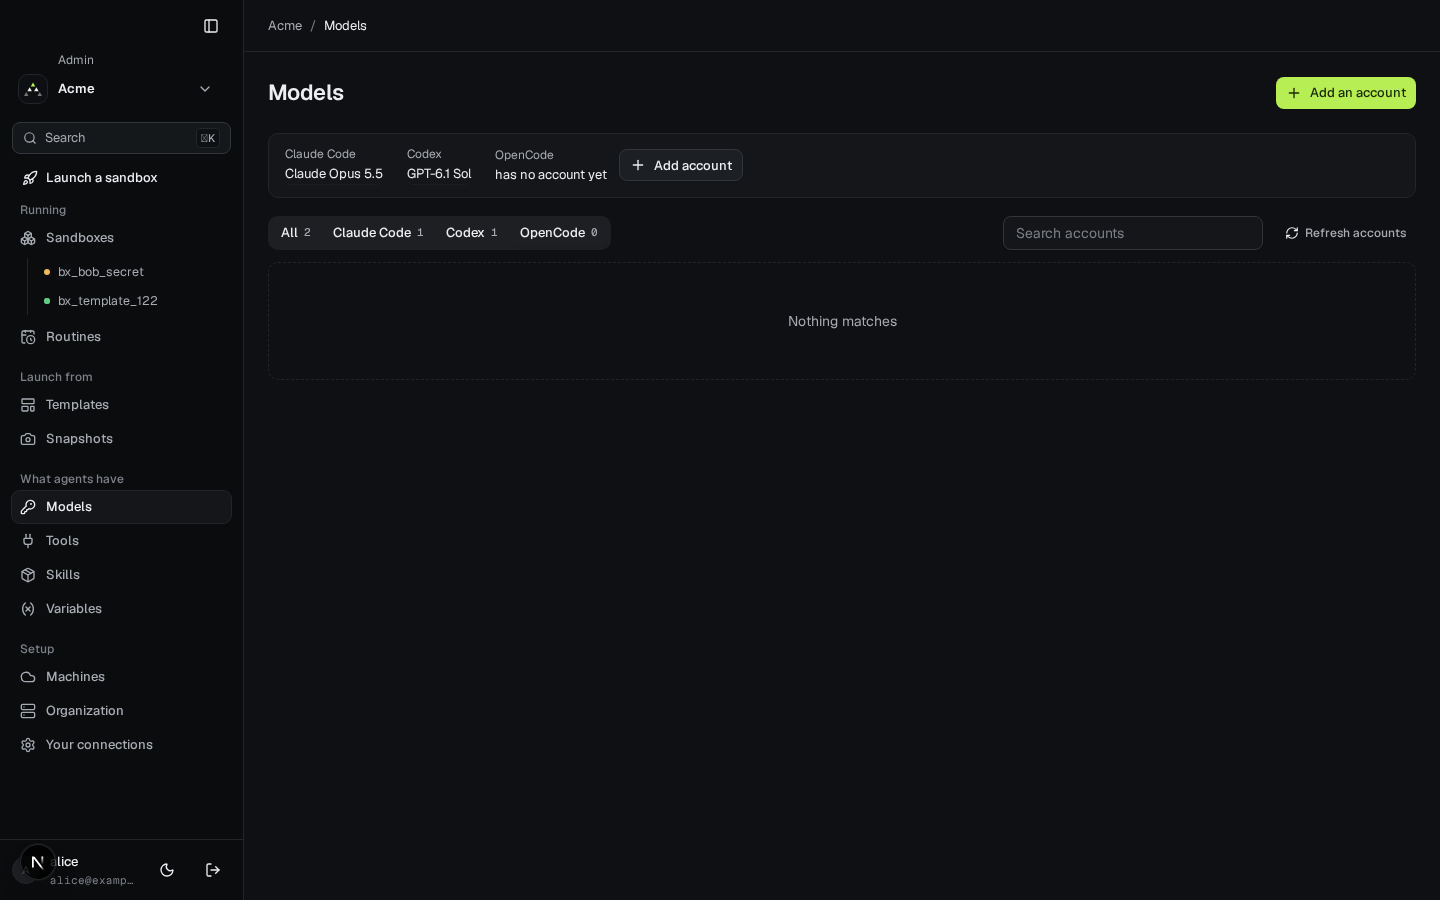 Acme / Models
Admin
Acme
Search
K
Launch a sandbox
Running
Sandboxes
bx_bob_secret
bx_template_122
Routines
Launch from
Templates
Snapshots
What agents have
Models
Tools
Skills
Variables
Setup
Machines
Organization
Your connections
N
alice
alice@examp…
Models
Add an account
Claude Code
Claude Opus 5.5
Codex
GPT-6.1 Sol
OpenCode
has no account yet
Add account
All 2
Claude Code 1
Codex 1
OpenCode 0
Search accounts
Refresh accounts
Nothing matches